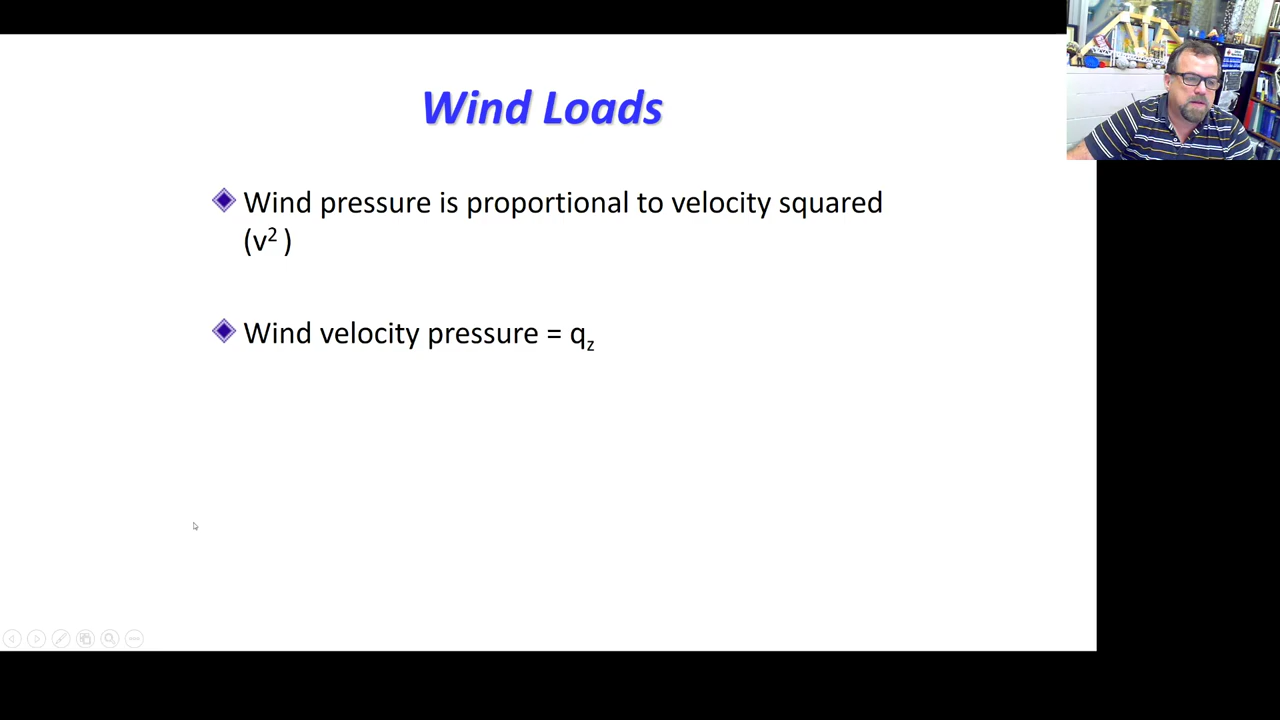 Wind Loads
Wind pressure is proportional to velocity squared
(v² )
Wind velocity pressure = qz